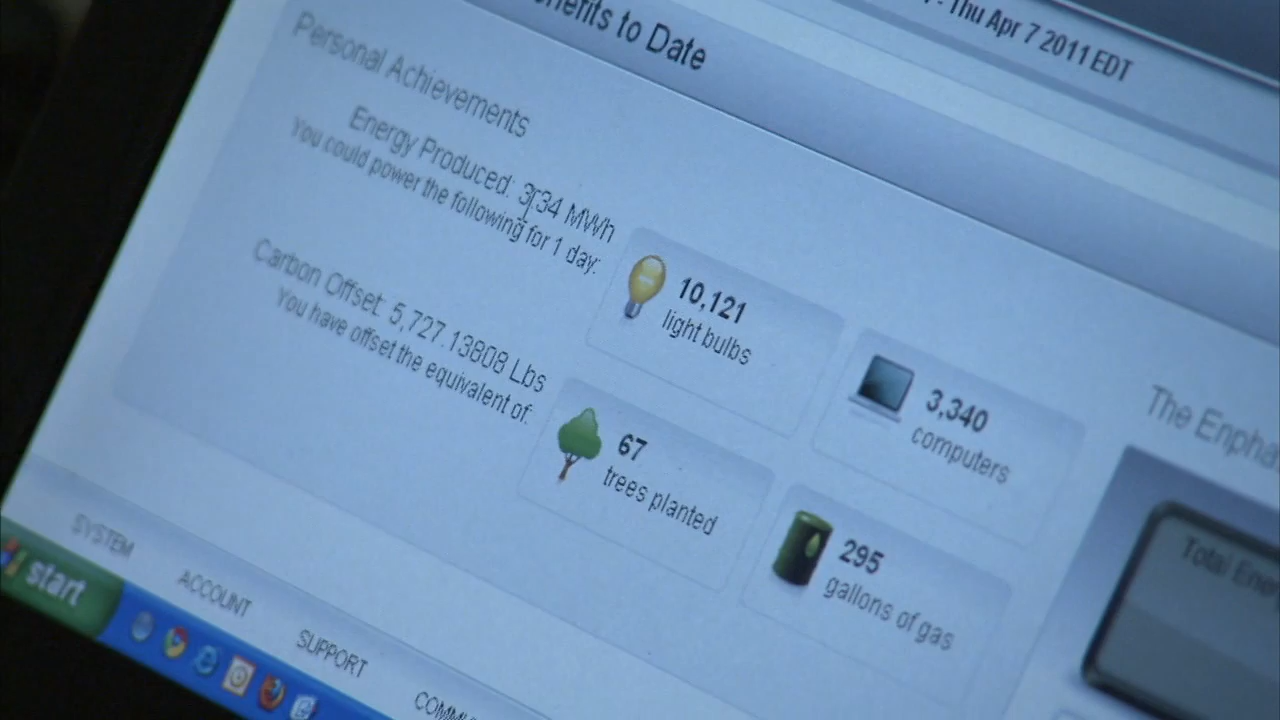 Thu Apr 7 2011 EDT
to Date
Personal Achievements
Energy Produced: 3.34 MWh
You could power the following for 1 day:
10,121
light bulbs
3,340
computers
Carbon Offset: 5,727.13808 Lbs
You have offset the equivalent of:
67
trees planted
295
gallons of gas
The Enpha
Total Ener
SYSTEM
ACCOUNT
SUPPORT
COMMU
start